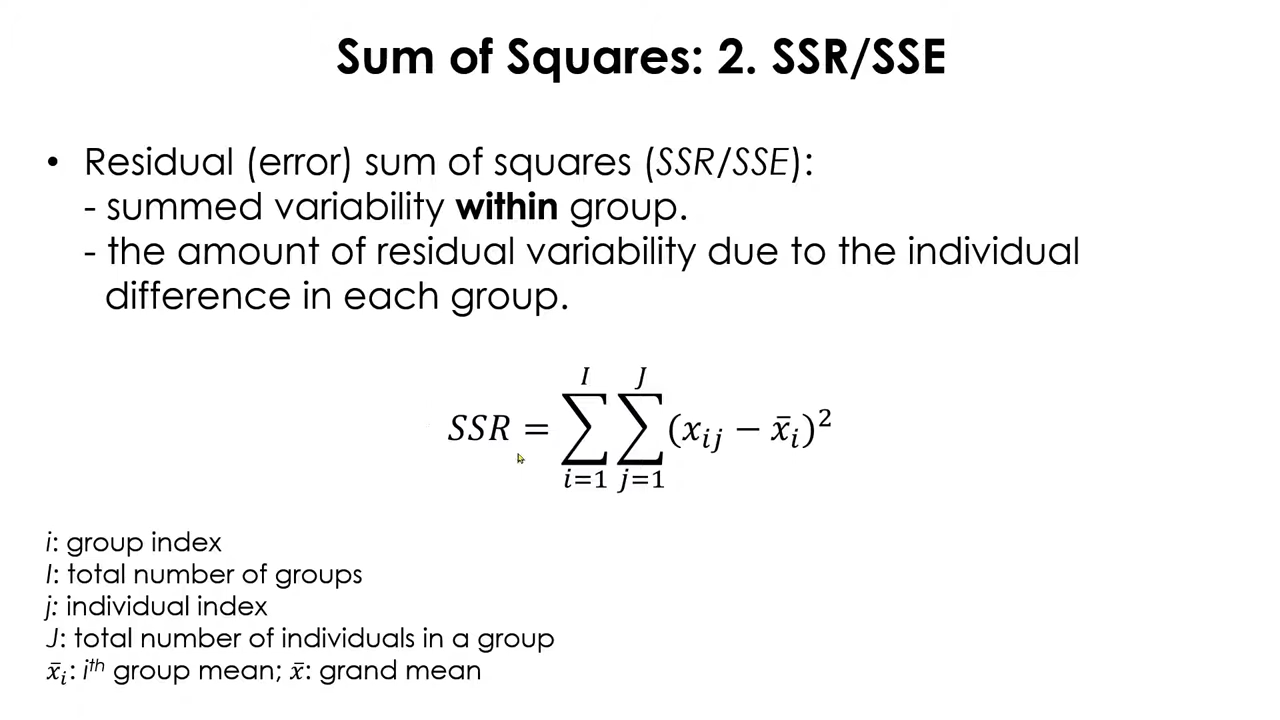 Sum of Squares: 2. SSR/SSE
• Residual (error) sum of squares (SSR/SSE):
- summed variability within group.
- the amount of residual variability due to the individual
difference in each group.
SSR = ∑_{i=1}^{I} ∑_{j=1}^{J} (x_{ij} − x̄_i)²
i: group index
I: total number of groups
j: individual index
J: total number of individuals in a group
x̄_i: i^{th} group mean; x̄: grand mean